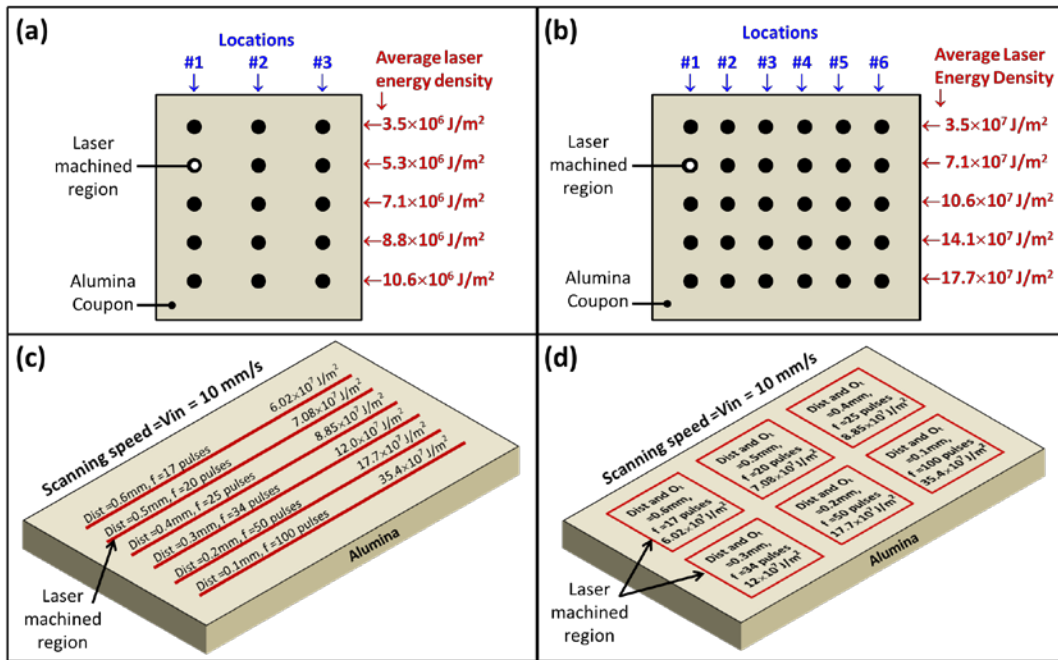 (a)
Locations
#1 #2 #3
Average laser
energy density
←3.5×10⁶ J/m²
←5.3×10⁶ J/m²
←7.1×10⁶ J/m²
←8.8×10⁶ J/m²
←10.6×10⁶ J/m²
Laser
machined
region
Alumina
Coupon
(b)
Locations
#1 #2 #3 #4 #5 #6
Average Laser
Energy Density
←3.5×10⁷ J/m²
←7.1×10⁷ J/m²
←10.6×10⁷ J/m²
←14.1×10⁷ J/m²
←17.7×10⁷ J/m²
Laser
machined
region
Alumina
Coupon
(c)
Scanning speed =Vin = 10 mm/s
Dist =0.6mm, f =17 pulses 6.02×10⁷ J/m²
Dist =0.5mm, f=20 pulses 7.08×10⁷ J/m²
Dist =0.4mm, f=25 pulses 8.85×10⁷ J/m²
Dist =0.3mm, f=34 pulses 12.0×10⁷ J/m²
Dist =0.2mm, f=50 pulses 17.7×10⁷ J/m²
Dist =0.1mm, f=100 pulses 35.4×10⁷ J/m²
Alumina
Laser
machined
region
(d)
Scanning speed =Vin = 10 mm/s
Dist and Oₜ
=0.4mm,
f =25 pulses
8.85×10⁷ J/m²
Dist and Oₜ
=0.5mm,
f =20 pulses
7.08×10⁷ J/m²
Dist and Oₜ
=0.1mm,
f =100 pulses
35.4×10⁷ J/m²
Dist and Oₜ
=0.6mm,
f =17 pulses
6.02×10⁷ J/m²
Dist and Oₜ
=0.2mm,
f =50 pulses
17.7×10⁷ J/m²
Dist and Oₜ
=0.3mm,
f =34 pulses
12×10⁷ J/m²
Alumina
Laser
machined
region